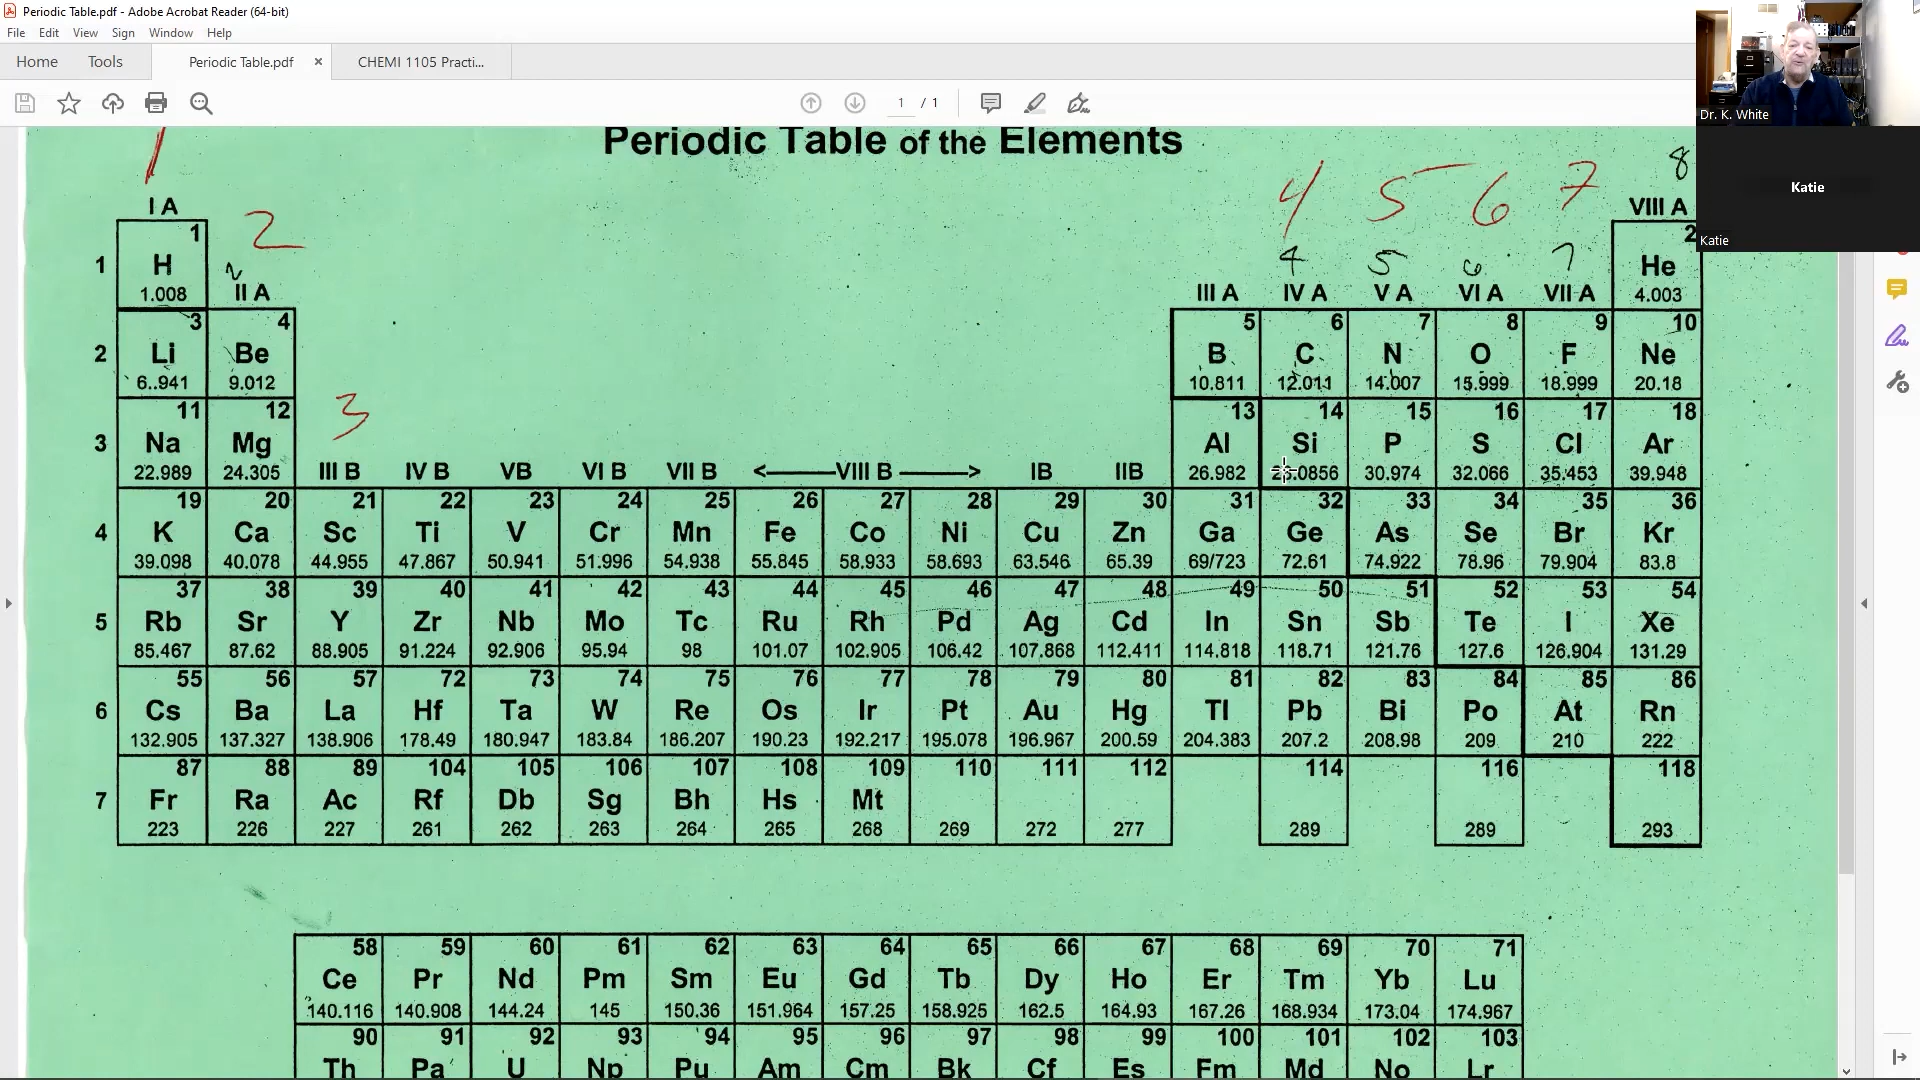 Periodic Table.pdf - Adobe Acrobat Reader (64-bit)
File Edit View Sign Window Help
Home Tools Periodic Table.pdf × CHEMI 1105 Practi...
1 / 1
Dr. K. White
Katie
Katie
Periodic Table of the Elements
1 4 5 6 7 8
I A 2 VIII A
1 2
1 H He
1.008 4.003
2 4 5 6 7
II A III A IV A V A VI A VII A
3 4 5 6 7 8 9 10
2 Li Be B C N O F Ne
6..941 9.012 10.811 12.011 14.007 15.999 18.999 20.18
3
11 12 13 14 15 16 17 18
3 Na Mg Al Si P S Cl Ar
22.989 24.305 III B IV B VB VI B VII B <——VIII B——> IB IIB 26.982 .0856 30.974 32.066 35.453 39.948
19 20 21 22 23 24 25 26 27 28 29 30 31 32 33 34 35 36
4 K Ca Sc Ti V Cr Mn Fe Co Ni Cu Zn Ga Ge As Se Br Kr
39.098 40.078 44.955 47.867 50.941 51.996 54.938 55.845 58.933 58.693 63.546 65.39 69/723 72.61 74.922 78.96 79.904 83.8
37 38 39 40 41 42 43 44 45 46 47 48 49 50 51 52 53 54
5 Rb Sr Y Zr Nb Mo Tc Ru Rh Pd Ag Cd In Sn Sb Te I Xe
85.467 87.62 88.905 91.224 92.906 95.94 98 101.07 102.905 106.42 107.868 112.411 114.818 118.71 121.76 127.6 126.904 131.29
55 56 57 72 73 74 75 76 77 78 79 80 81 82 83 84 85 86
6 Cs Ba La Hf Ta W Re Os Ir Pt Au Hg Tl Pb Bi Po At Rn
132.905 137.327 138.906 178.49 180.947 183.84 186.207 190.23 192.217 195.078 196.967 200.59 204.383 207.2 208.98 209 210 222
87 88 89 104 105 106 107 108 109 110 111 112 114 116 118
7 Fr Ra Ac Rf Db Sg Bh Hs Mt
223 226 227 261 262 263 264 265 268 269 272 277 289 289 293
58 59 60 61 62 63 64 65 66 67 68 69 70 71
Ce Pr Nd Pm Sm Eu Gd Tb Dy Ho Er Tm Yb Lu
140.116 140.908 144.24 145 150.36 151.964 157.25 158.925 162.5 164.93 167.26 168.934 173.04 174.967
90 91 92 93 94 95 96 97 98 99 100 101 102 103
Th Pa U Np Pu Am Cm Bk Cf Es Fm Md No Lr